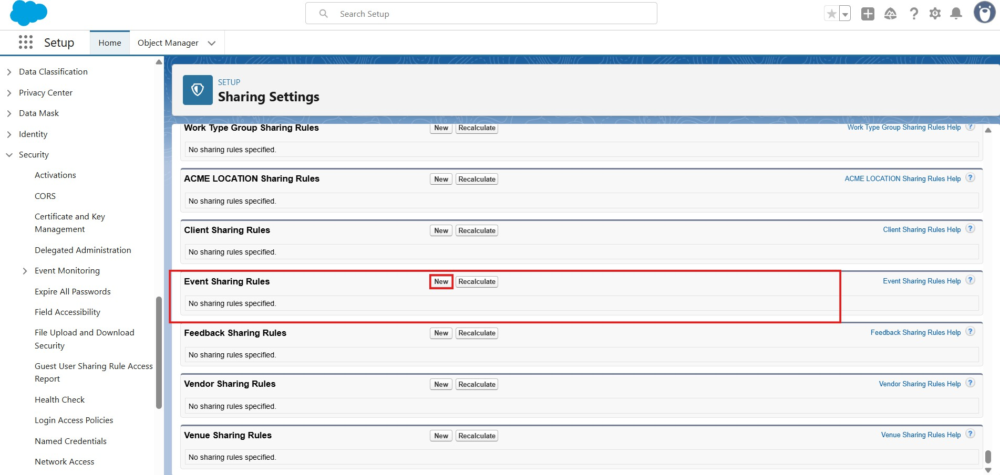 Search Setup
Setup
Home
Object Manager
Data Classification
Privacy Center
Data Mask
Identity
Security
Activations
CORS
Certificate and Key
Management
Delegated Administration
Event Monitoring
Expire All Passwords
Field Accessibility
File Upload and Download
Security
Guest User Sharing Rule Access
Report
Health Check
Login Access Policies
Named Credentials
Network Access
SETUP
Sharing Settings
Work Type Group Sharing Rules New Recalculate Work Type Group Sharing Rules Help ?
No sharing rules specified.
ACME LOCATION Sharing Rules New Recalculate ACME LOCATION Sharing Rules Help ?
No sharing rules specified.
Client Sharing Rules New Recalculate Client Sharing Rules Help ?
No sharing rules specified.
Event Sharing Rules New Recalculate Event Sharing Rules Help ?
No sharing rules specified.
Feedback Sharing Rules New Recalculate Feedback Sharing Rules Help ?
No sharing rules specified.
Vendor Sharing Rules New Recalculate Vendor Sharing Rules Help ?
No sharing rules specified.
Venue Sharing Rules New Recalculate Venue Sharing Rules Help ?
No sharing rules specified.